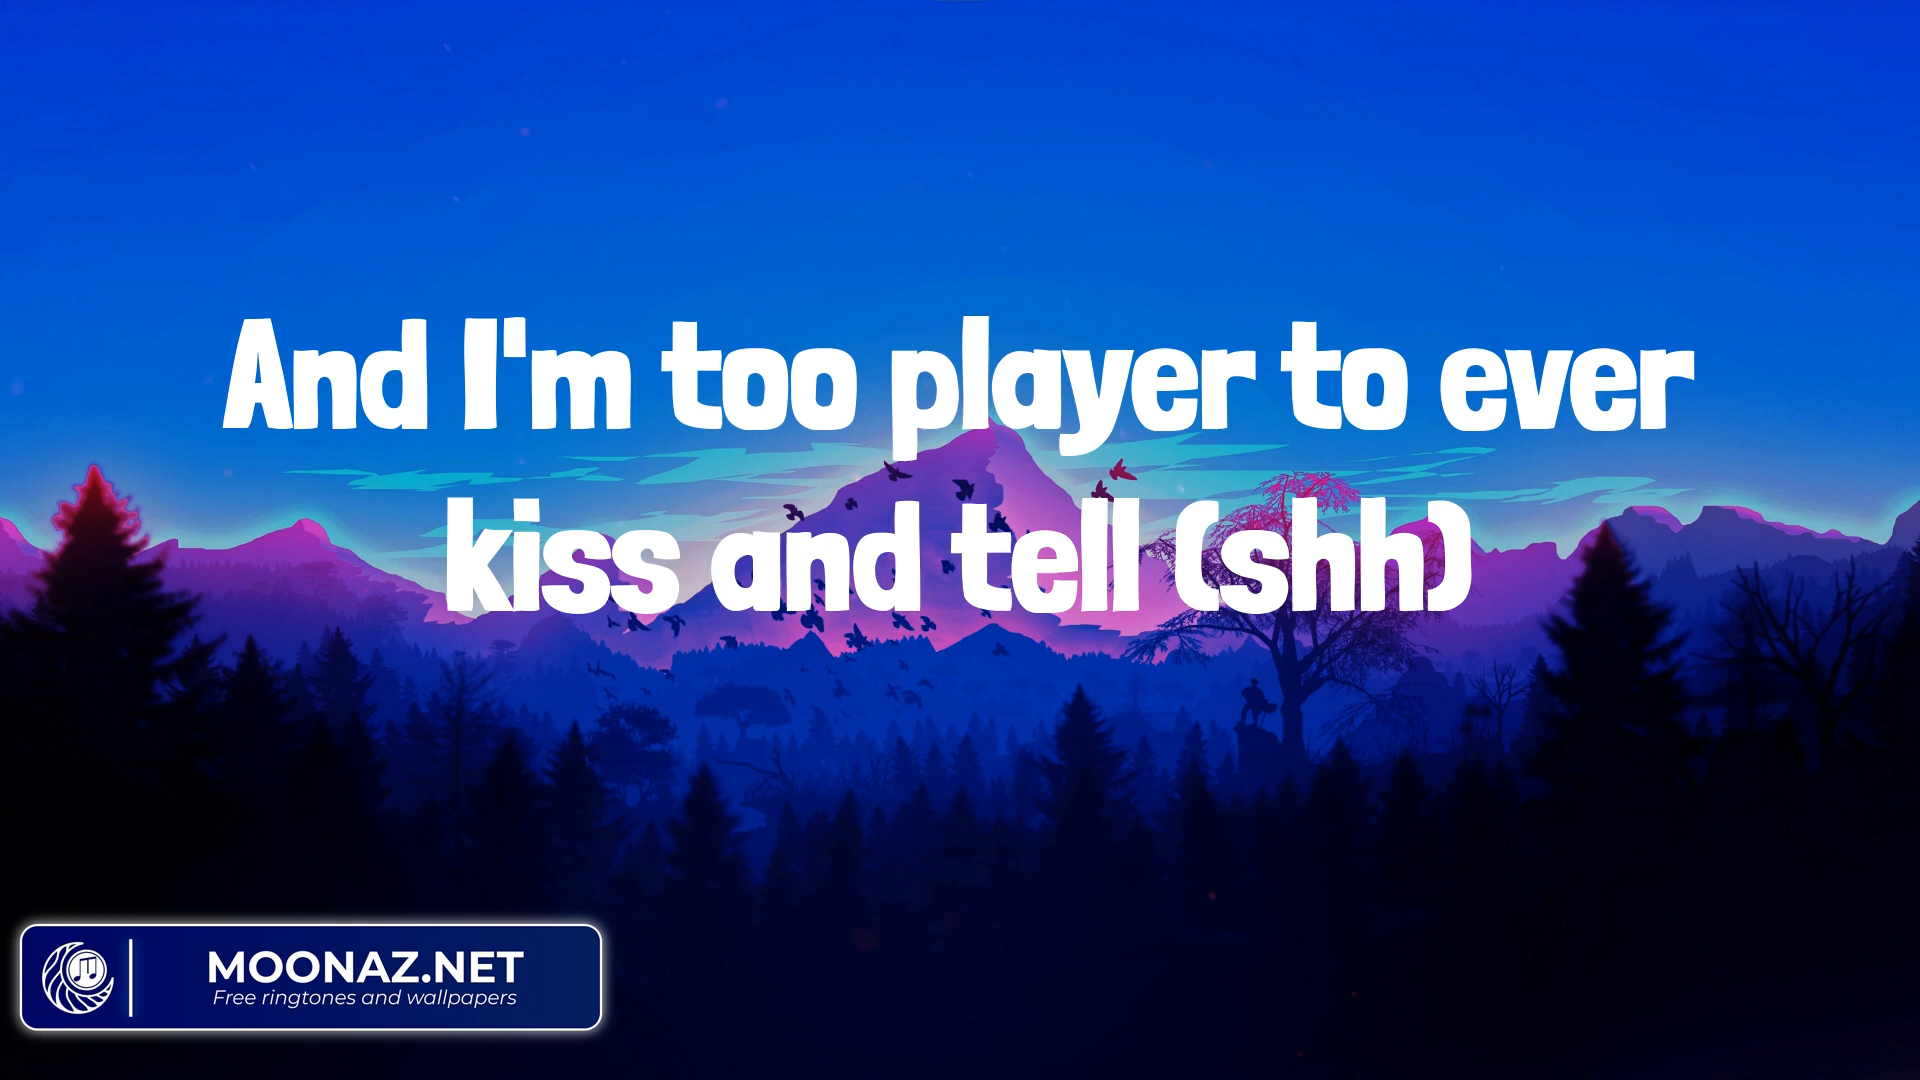 And I'm too player to ever
kiss and tell (shh)
MOONAZ.NET
Free ringtones and wallpapers